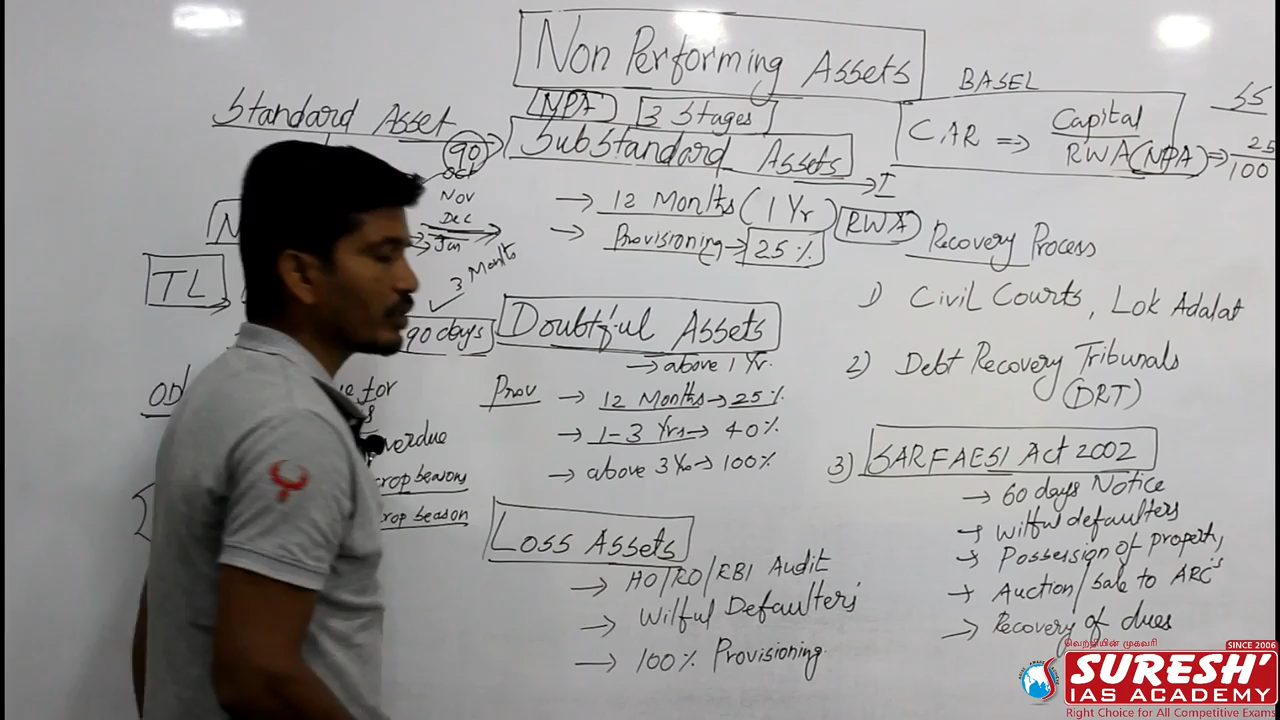 Non Performing Assets
NPA
3 Stages
Standard Asset
90
Oct
Nov
Dec
Jan
3 Months
TL
90 days
OD
for
overdue
crop seasons
crop season
Substandard Assets
→ I
→ 12 Months (1 Yr)
→ Provisioning → 25%
RWA
Doubtful Assets
→ above 1 Yr.
Prov → 12 Months → 25%
→ 1-3 Yrs → 40%
→ above 3 Yrs → 100%
Loss Assets
→ HO/RO/RBI Audit
→ Wilful Defaulters
→ 100% Provisioning
BASEL
CAR => Capital
RWA (NPA) =>
25
100
Recovery Process
1) Civil Courts, Lok Adalat
2) Debt Recovery Tribunals
(DRT)
3) SARFAESI Act 2002
→ 60 days Notice
→ Wilful defaulters
→ Possession of Property
→ Auction/Sale to ARC's
→ Recovery of dues
வெற்றியின் முகவரி
SINCE 2006
SURESH'
IAS ACADEMY
Right Choice for All Competitive Exams